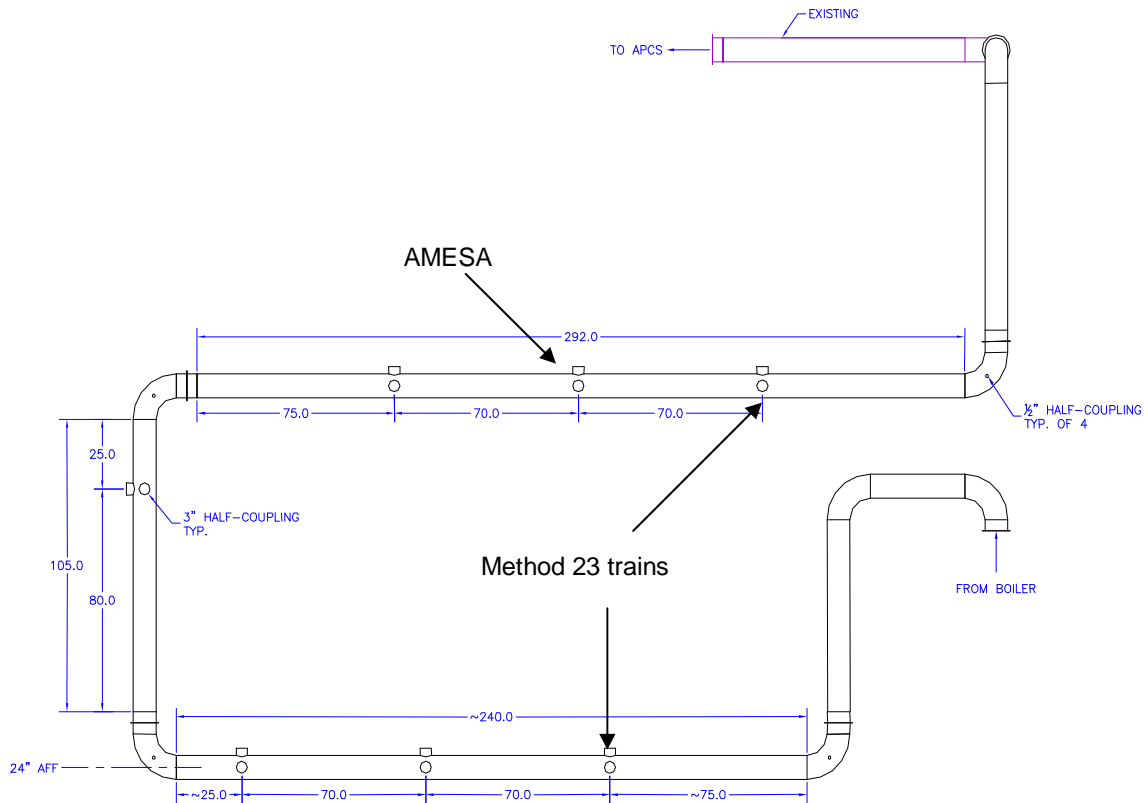 EXISTING
TO APCS
AMESA
292.0
75.0
70.0
70.0
½" HALF-COUPLING
TYP. OF 4
25.0
3" HALF-COUPLING
TYP.
105.0
80.0
Method 23 trains
FROM BOILER
~240.0
24" AFF
~25.0
70.0
70.0
~75.0